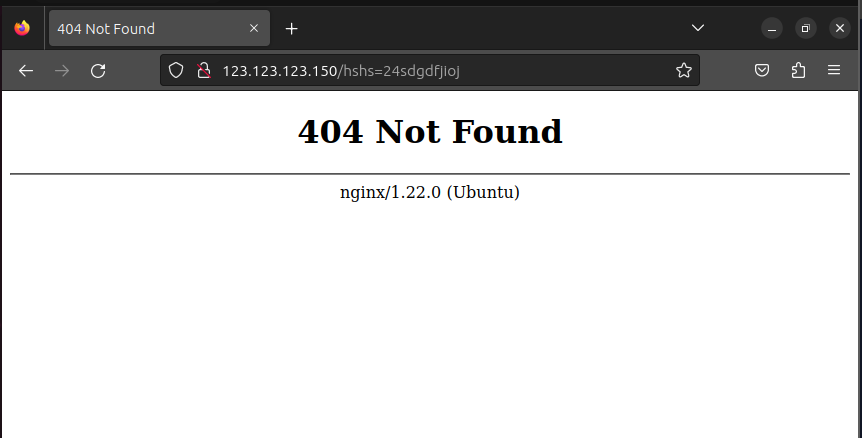 404 Not Found
123.123.123.150/hshs=24sdgdfjioj
404 Not Found
nginx/1.22.0 (Ubuntu)